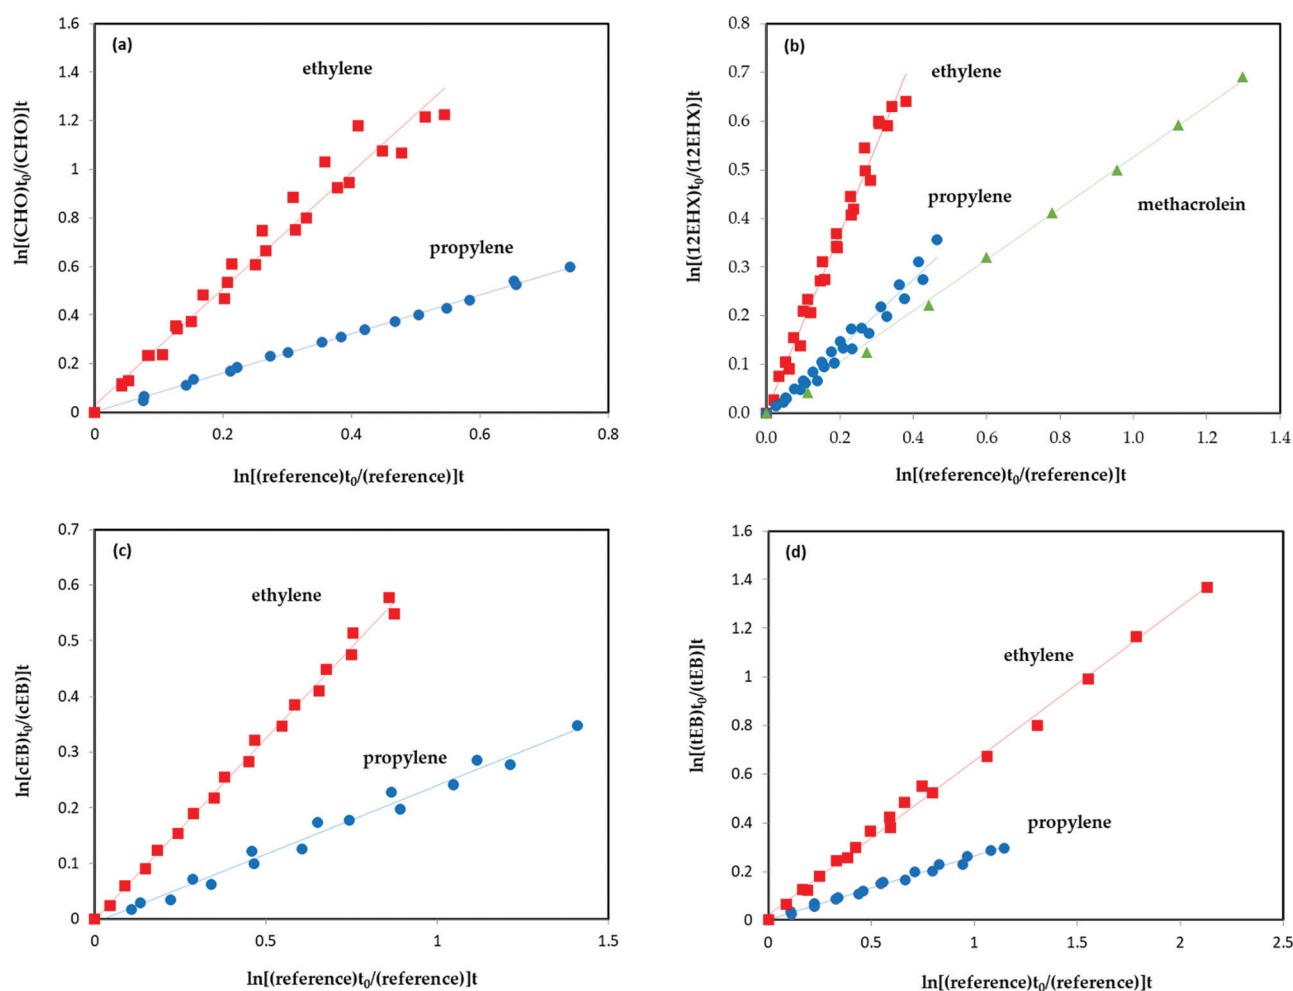 (a)
ethylene
propylene
ln[(CHO)t0/(CHO)]t
1.6
1.4
1.2
1
0.8
0.6
0.4
0.2
0
0 0.2 0.4 0.6 0.8
ln[(reference)t0/(reference)]t
(b)
ethylene
propylene
methacrolein
ln[(12EHX)t0/(12EHX)]t
0.8
0.7
0.6
0.5
0.4
0.3
0.2
0.1
0.0
0.0 0.2 0.4 0.6 0.8 1.0 1.2 1.4
ln[(reference)t0/(reference)]t
(c)
ethylene
propylene
ln[cEB)t0/(cEB)]t
0.7
0.6
0.5
0.4
0.3
0.2
0.1
0
0 0.5 1 1.5
ln[(reference)t0/(reference)]t
(d)
ethylene
propylene
ln[(tEB)t0/(tEB)]t
1.6
1.4
1.2
1
0.8
0.6
0.4
0.2
0
0 0.5 1 1.5 2 2.5
ln[(reference)t0/(reference)]t